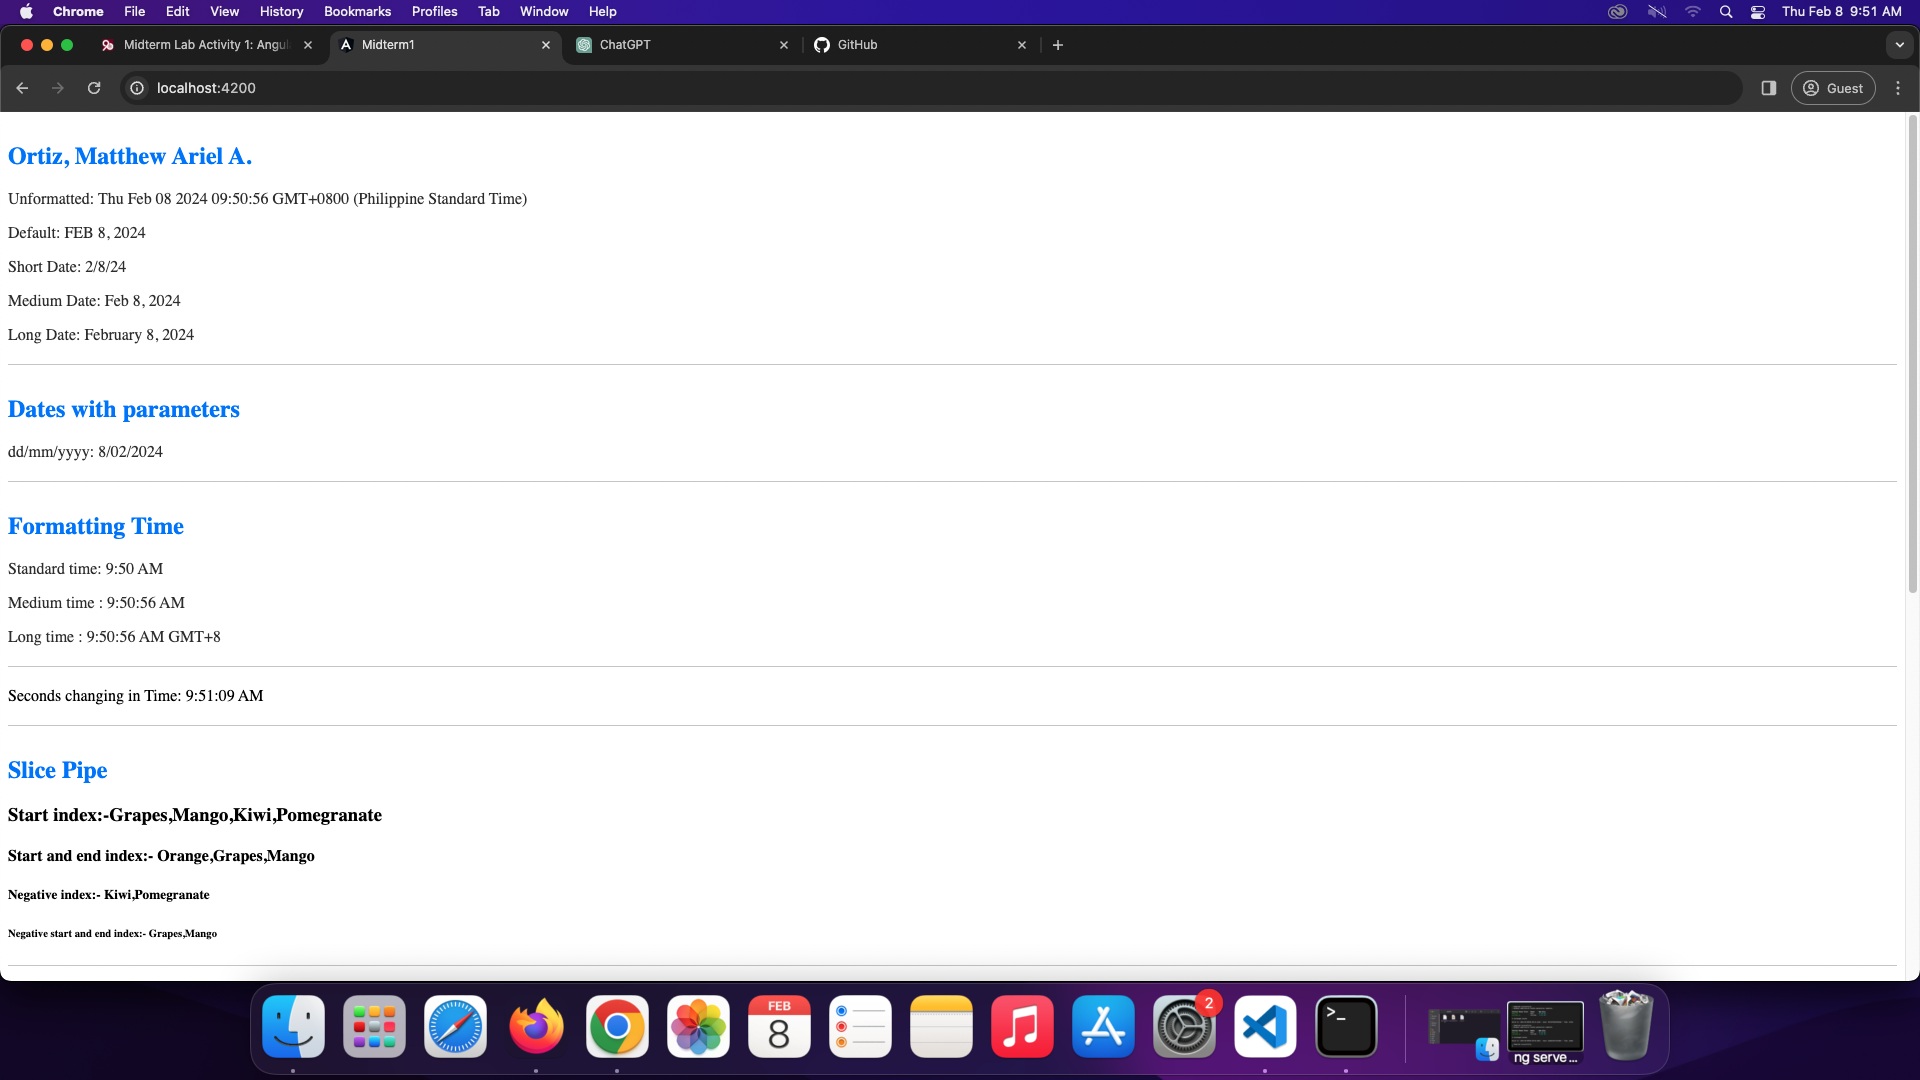 Chrome File Edit View History Bookmarks Profiles Tab Window Help Thu Feb 8 9:51 AM
Midterm Lab Activity 1: Angul Midterm1 ChatGPT GitHub
localhost:4200 Guest
Ortiz, Matthew Ariel A.
Unformatted: Thu Feb 08 2024 09:50:56 GMT+0800 (Philippine Standard Time)
Default: FEB 8, 2024
Short Date: 2/8/24
Medium Date: Feb 8, 2024
Long Date: February 8, 2024
Dates with parameters
dd/mm/yyyy: 8/02/2024
Formatting Time
Standard time: 9:50 AM
Medium time : 9:50:56 AM
Long time : 9:50:56 AM GMT+8
Seconds changing in Time: 9:51:09 AM
Slice Pipe
Start index:-Grapes,Mango,Kiwi,Pomegranate
Start and end index:- Orange,Grapes,Mango
Negative index:- Kiwi,Pomegranate
Negative start and end index:- Grapes,Mango
FEB
8
2
>_
ng serve ...